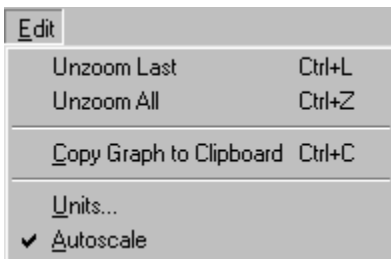 Edit
Unzoom Last Ctrl+L
Unzoom All Ctrl+Z
Copy Graph to Clipboard Ctrl+C
Units...
✔ Autoscale